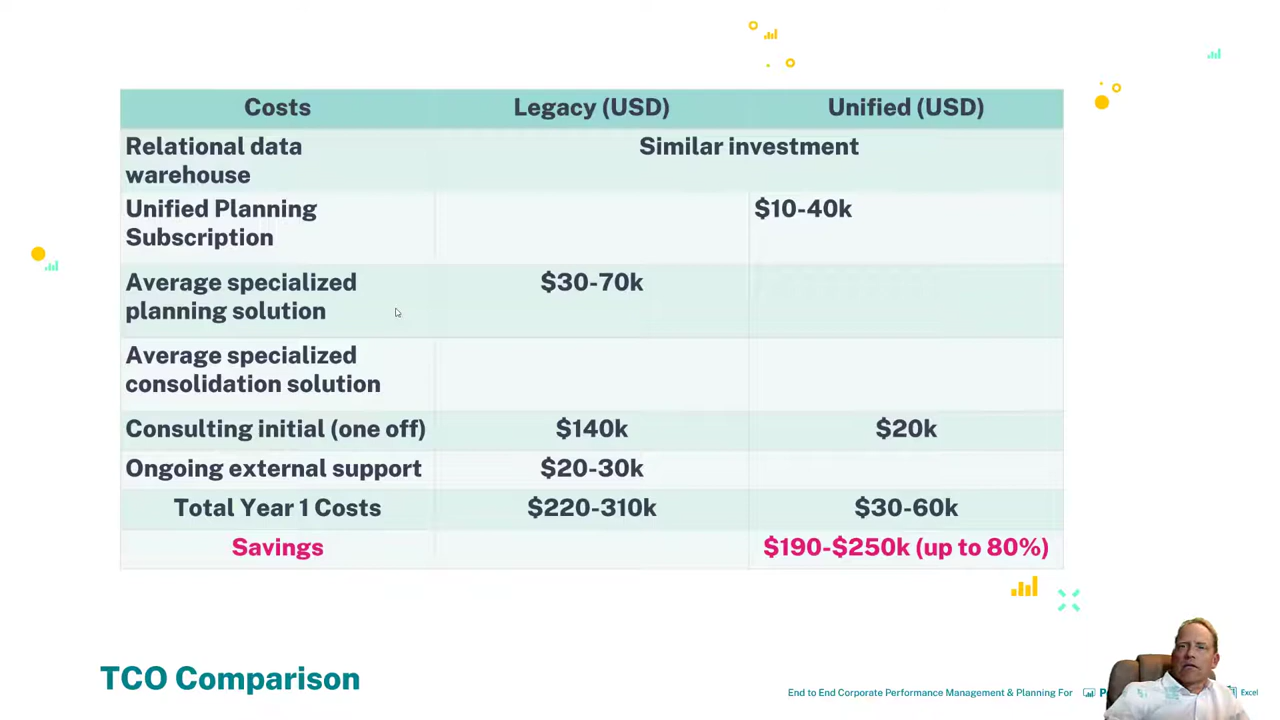 Costs Legacy (USD) Unified (USD)
Relational data
warehouse
Similar investment
Unified Planning
Subscription
$10-40k
Average specialized
planning solution
$30-70k
Average specialized
consolidation solution
Consulting initial (one off) $140k $20k
Ongoing external support $20-30k
Total Year 1 Costs $220-310k $30-60k
Savings $190-$250k (up to 80%)
TCO Comparison
End to End Corporate Performance Management & Planning For
Excel